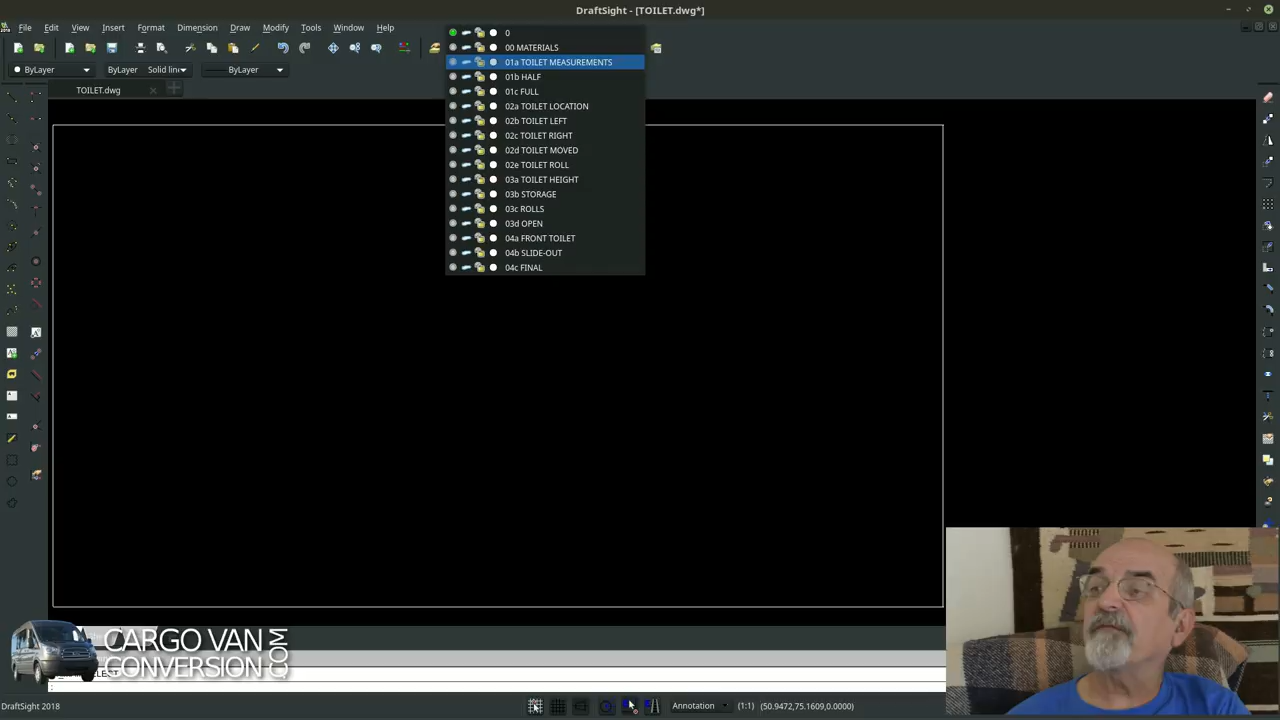 DraftSight - [TOILET.dwg*]
File Edit View Insert Format Dimension Draw Modify Tools Window Help
ByLayer ByLayer Solid line ByLayer
TOILET.dwg
0
00 MATERIALS
01a TOILET MEASUREMENTS
01b HALF
01c FULL
02a TOILET LOCATION
02b TOILET LEFT
02c TOILET RIGHT
02d TOILET MOVED
02e TOILET ROLL
03a TOILET HEIGHT
03b STORAGE
03c ROLLS
03d OPEN
04a FRONT TOILET
04b SLIDE-OUT
04c FINAL
CARGO VAN
CONVERSION.COM
:
DraftSight 2018 Annotation (1:1) (50.9472,75.1609,0.0000)